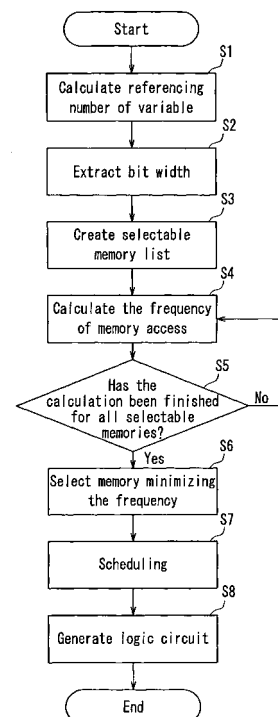 Start
S1
Calculate referencing
number of variable
S2
Extract bit width
S3
Create selectable
memory list
S4
Calculate the frequency
of memory access
S5
Has the
calculation been finished
for all selectable
memories?
No
Yes
S6
Select memory minimizing
the frequency
S7
Scheduling
S8
Generate logic circuit
End